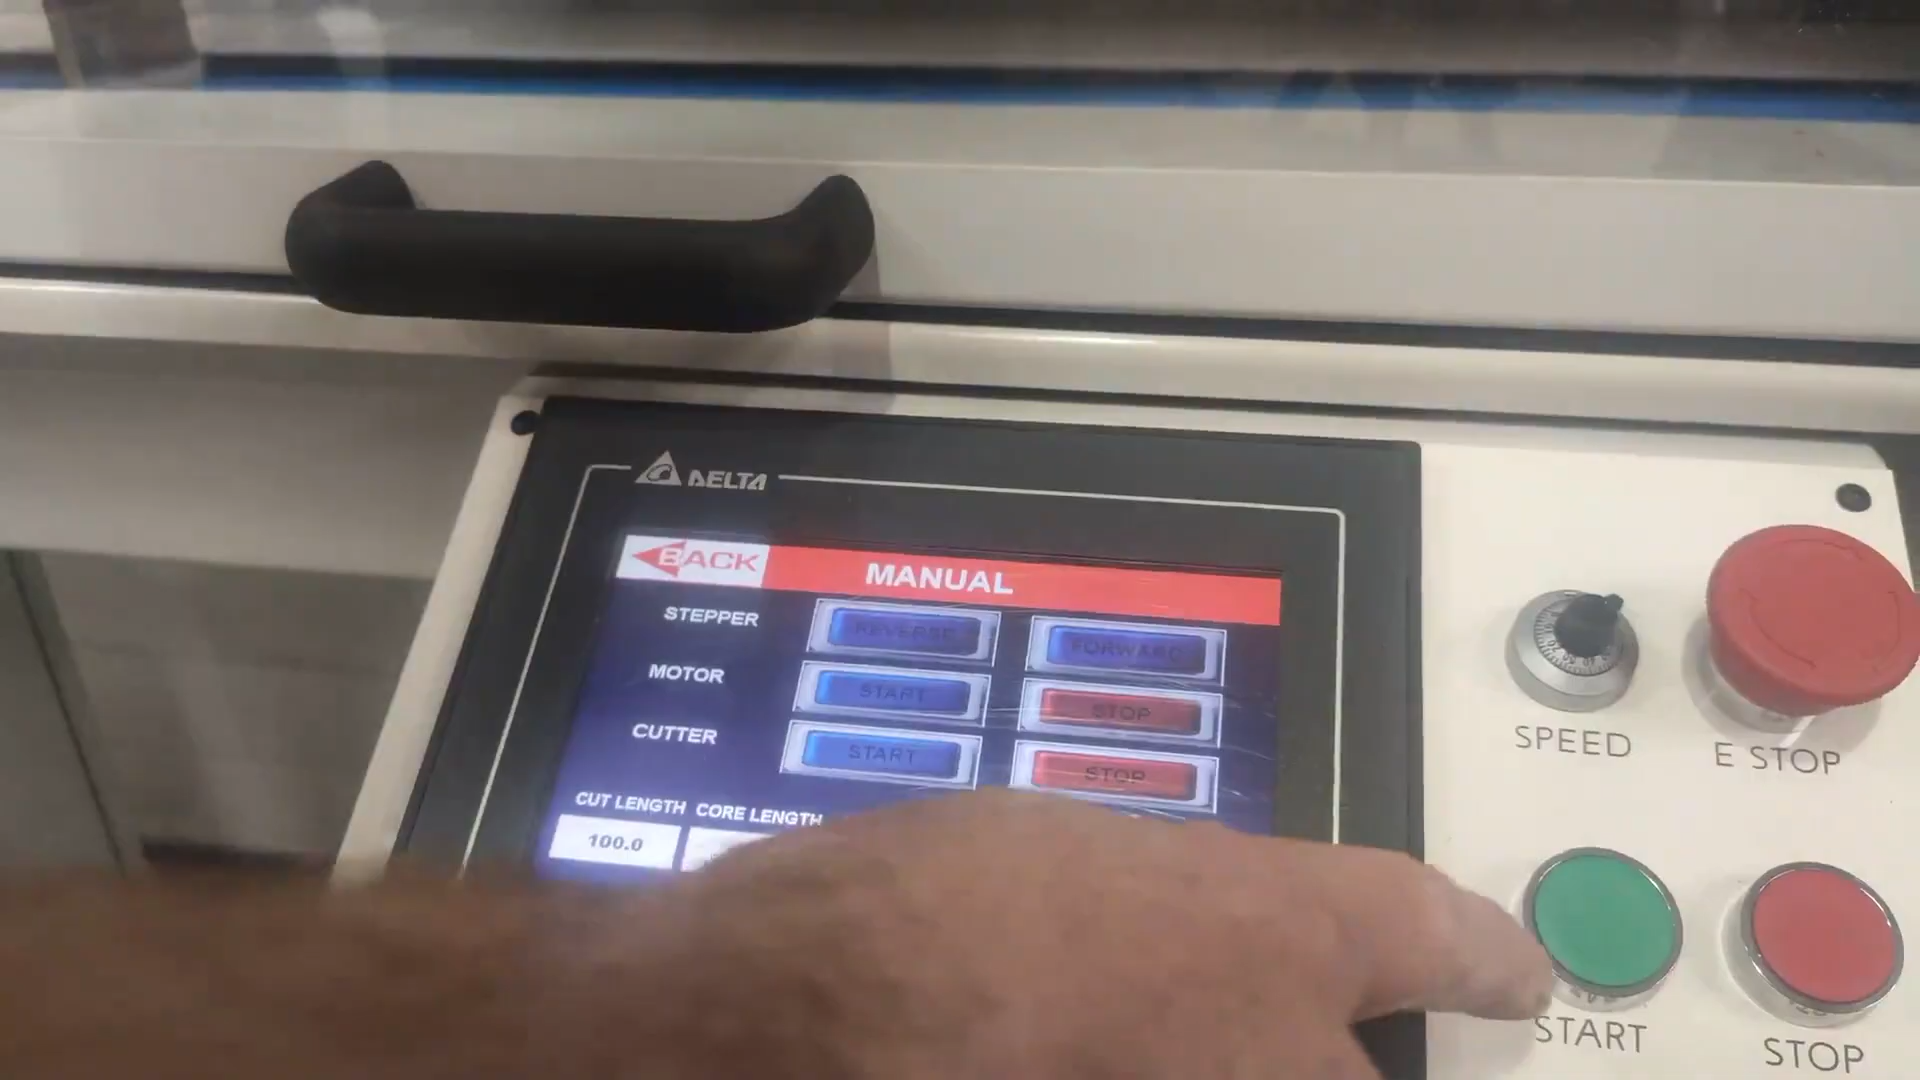 DELTA
BACK
MANUAL
STEPPER
REVERSE
FORWARD
MOTOR
START
STOP
CUTTER
START
STOP
CUT LENGTH
CORE LENGTH
100.0
SPEED
E STOP
START
STOP